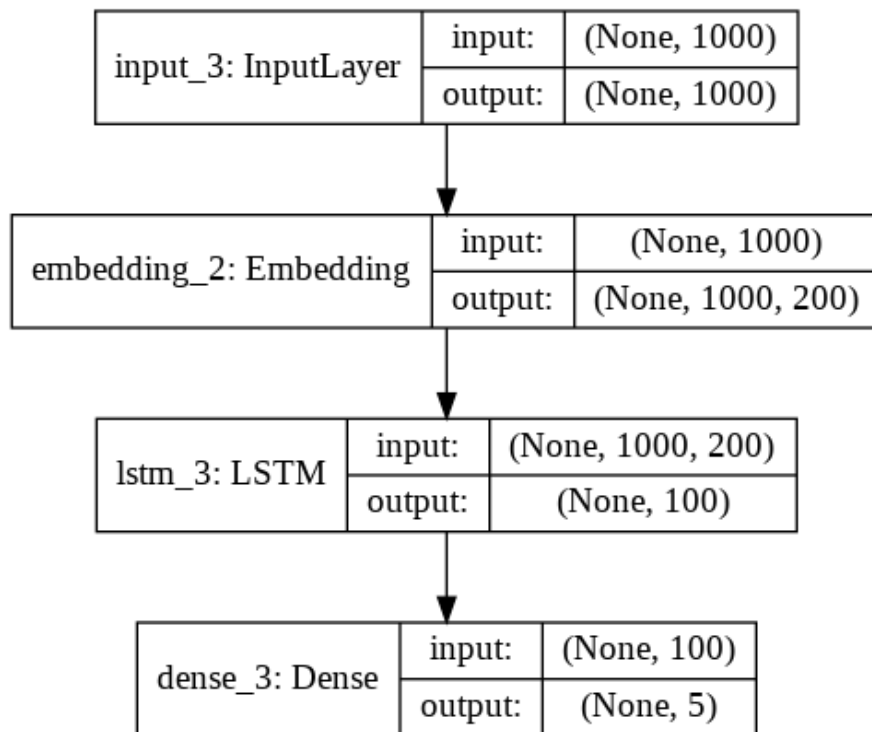 input_3: InputLayer
input: (None, 1000)
output: (None, 1000)
embedding_2: Embedding
input: (None, 1000)
output: (None, 1000, 200)
lstm_3: LSTM
input: (None, 1000, 200)
output: (None, 100)
dense_3: Dense
input: (None, 100)
output: (None, 5)